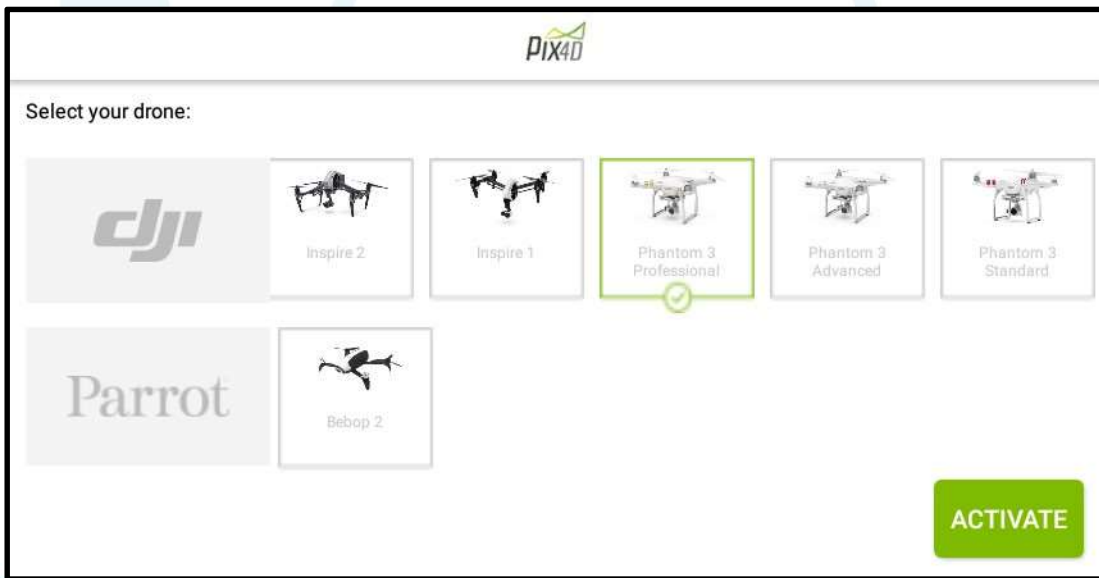 PIX4D
Select your drone:
dji
Inspire 2
Inspire 1
Phantom 3
Professional
Phantom 3
Advanced
Phantom 3
Standard
Parrot
Bebop 2
ACTIVATE